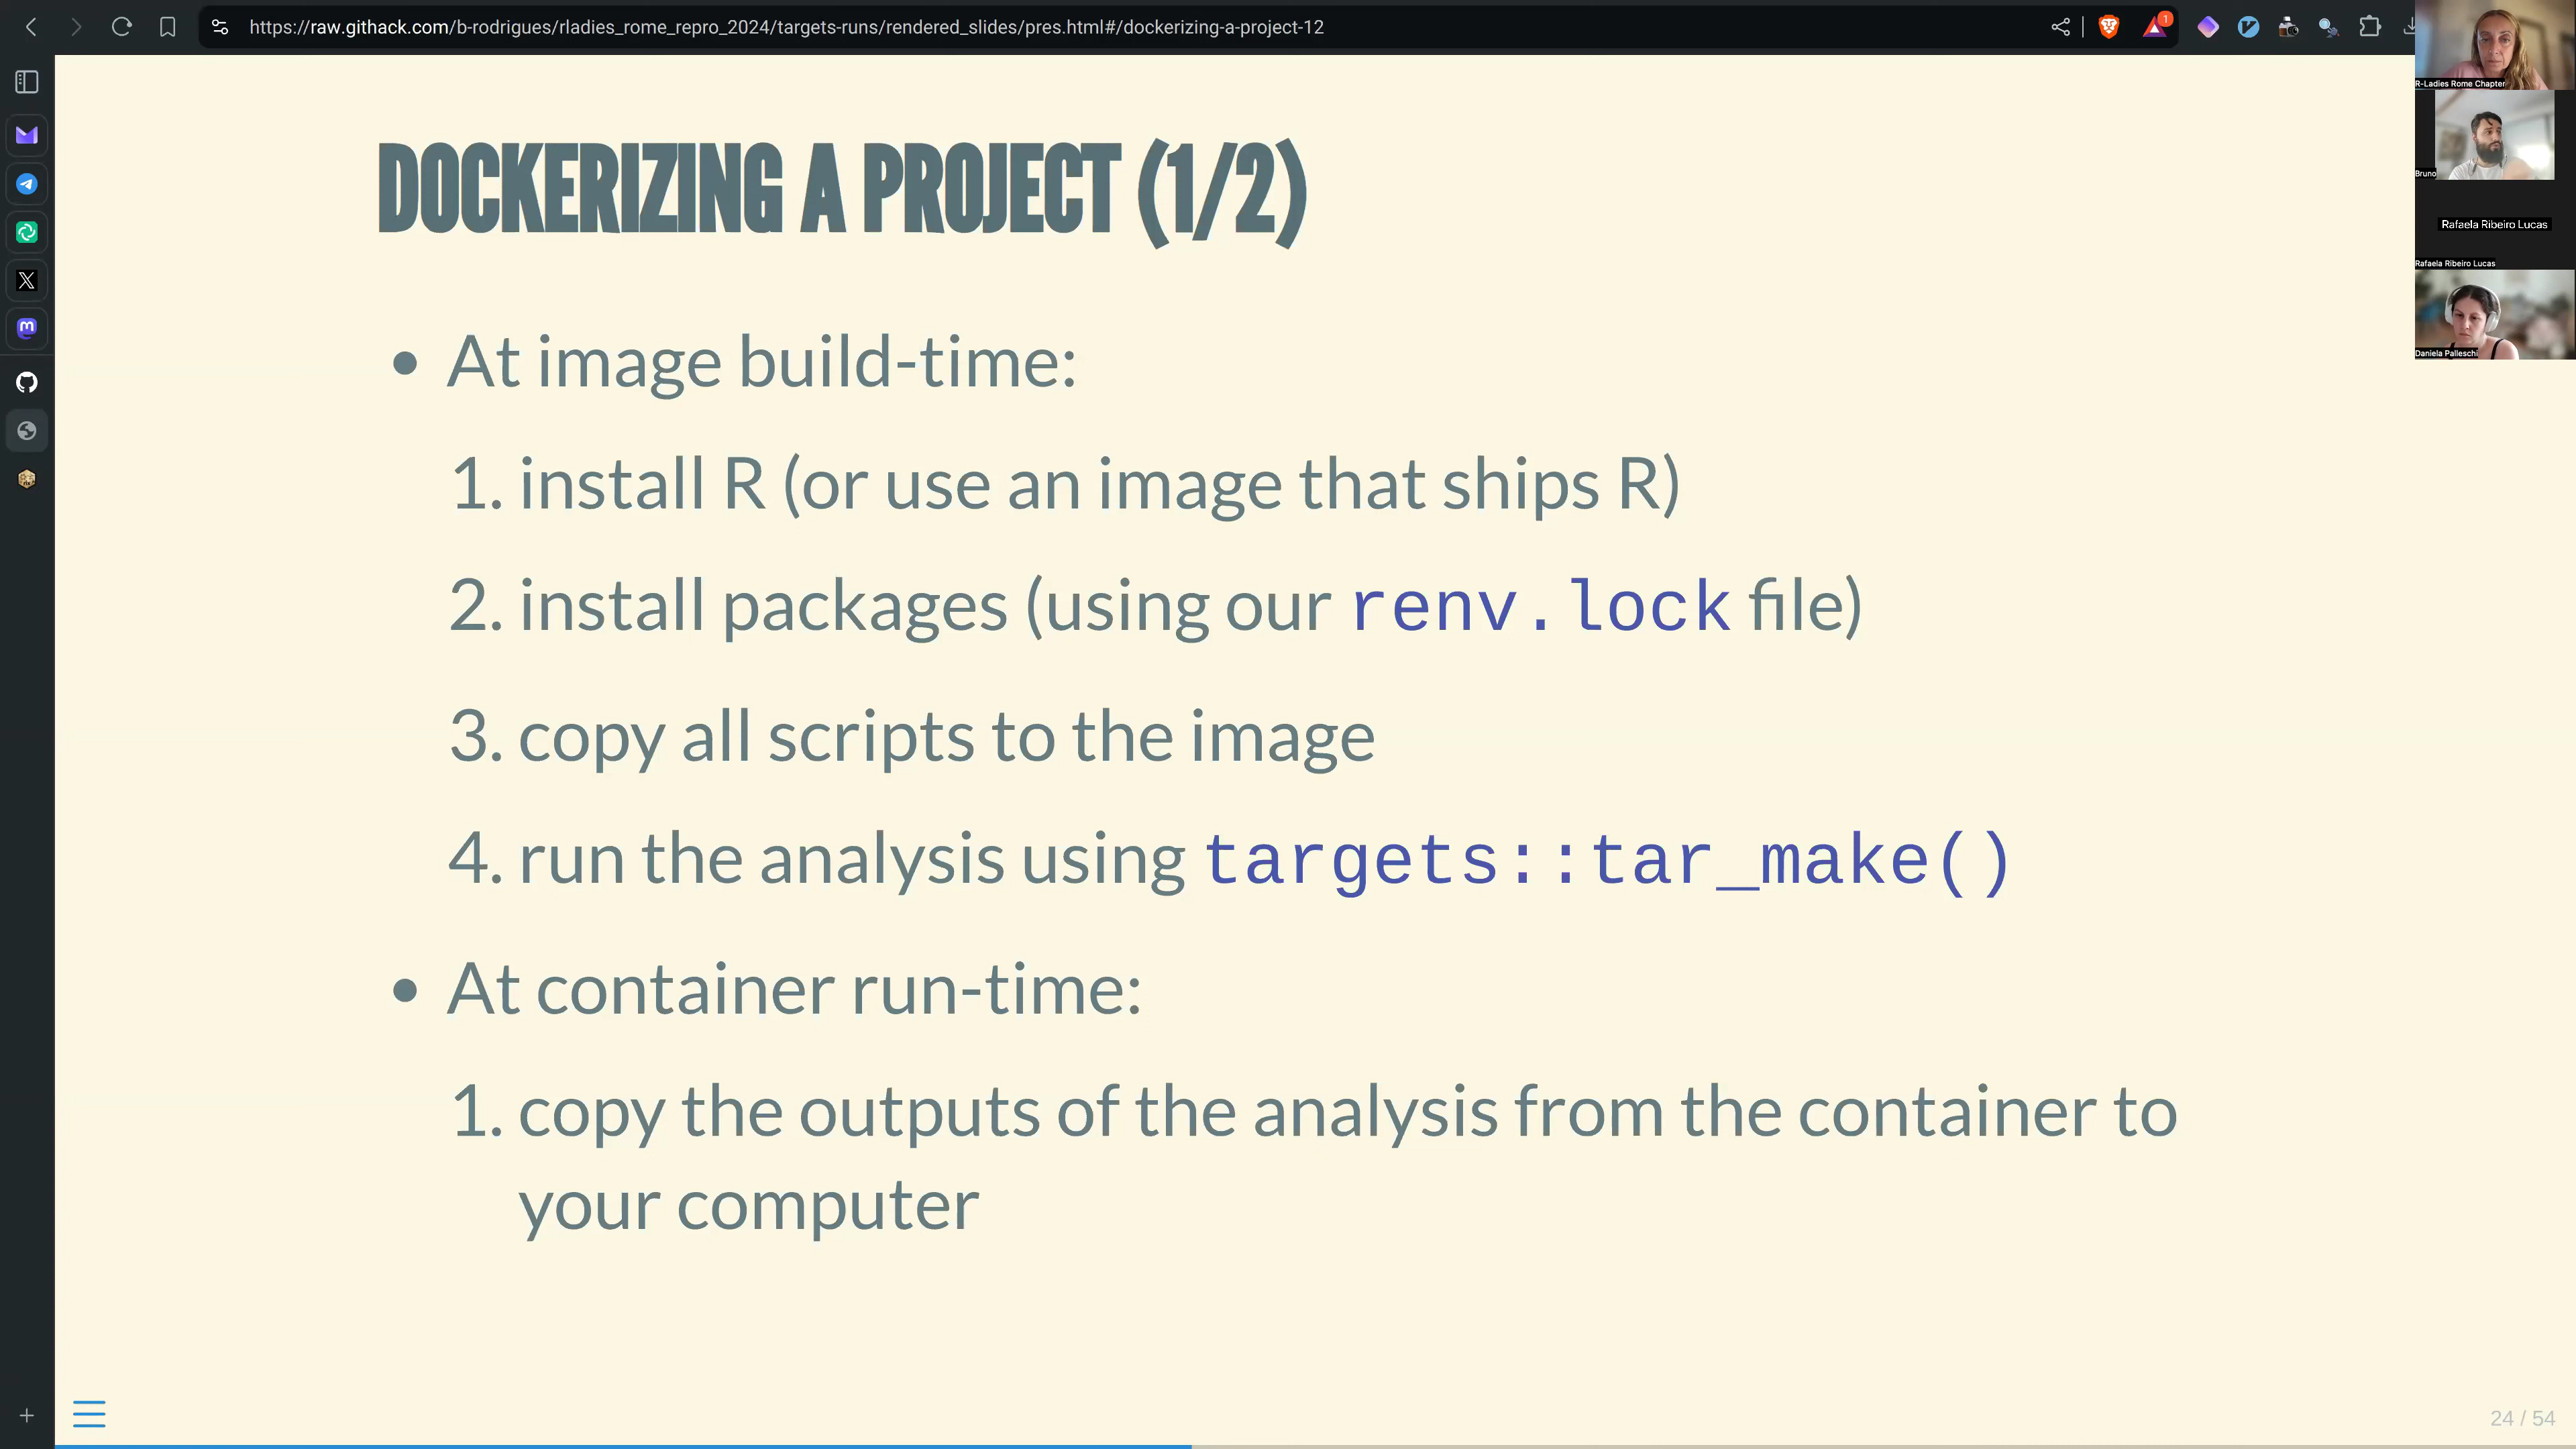 https://raw.githack.com/b-rodrigues/rladies_rome_repro_2024/targets-runs/rendered_slides/pres.html#/dockerizing-a-project-12
1
R-Ladies Rome Chapter
Bruno
Rafaela Ribeiro Lucas
Rafaela Ribeiro Lucas
Daniela Palleschi
DOCKERIZING A PROJECT (1/2)
• At image build-time:
1. install R (or use an image that ships R)
2. install packages (using our renv.lock file)
3. copy all scripts to the image
4. run the analysis using targets::tar_make()
• At container run-time:
1. copy the outputs of the analysis from the container to
your computer
24 / 54